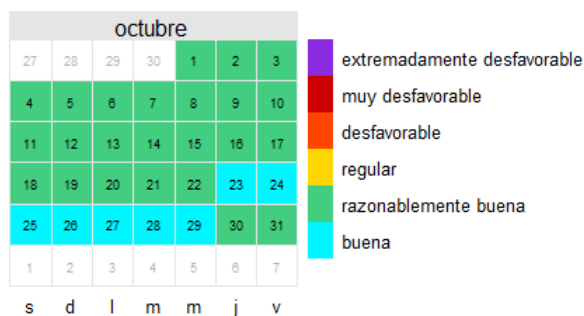 octubre
27 28 29 30 1 2 3
4 5 6 7 8 9 10
11 12 13 14 15 16 17
18 19 20 21 22 23 24
25 26 27 28 29 30 31
1 2 3 4 5 6 7
s d l m m j v
extremadamente desfavorable
muy desfavorable
desfavorable
regular
razonablemente buena
buena